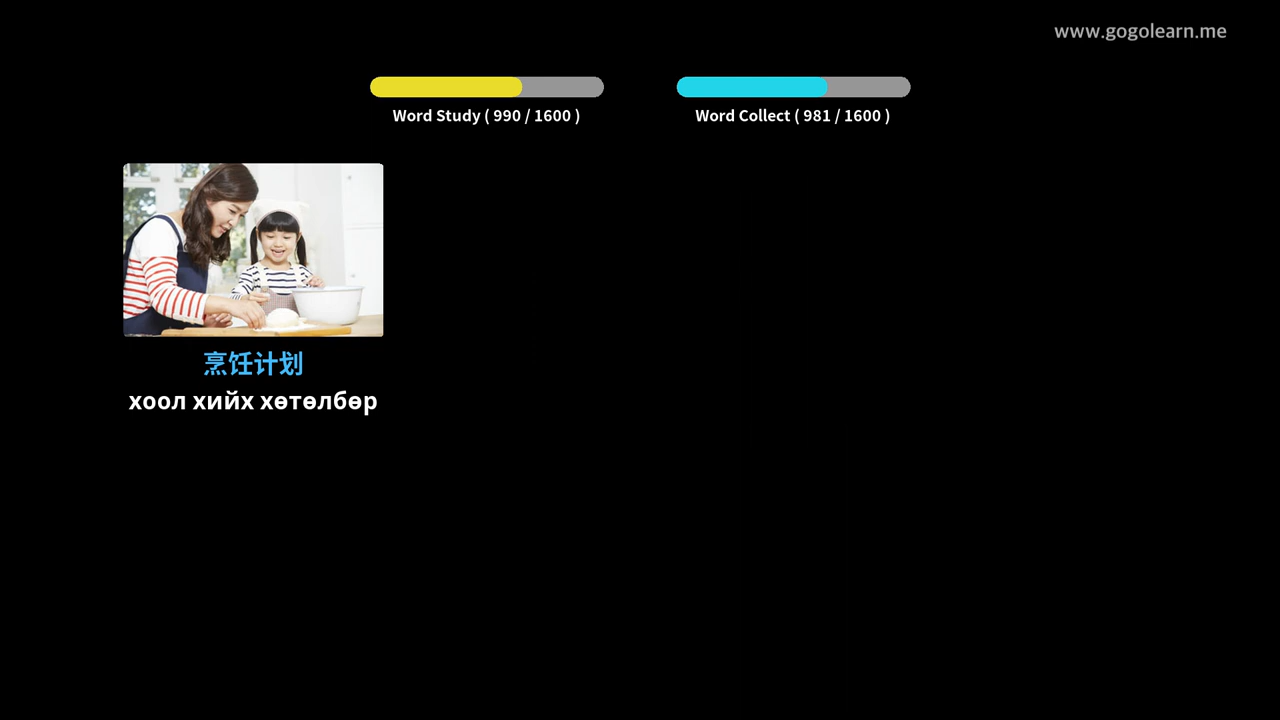 www.gogolearn.me
Word Study ( 990 / 1600 )
Word Collect ( 981 / 1600 )
烹饪计划
хоол хийх хөтөлбөр